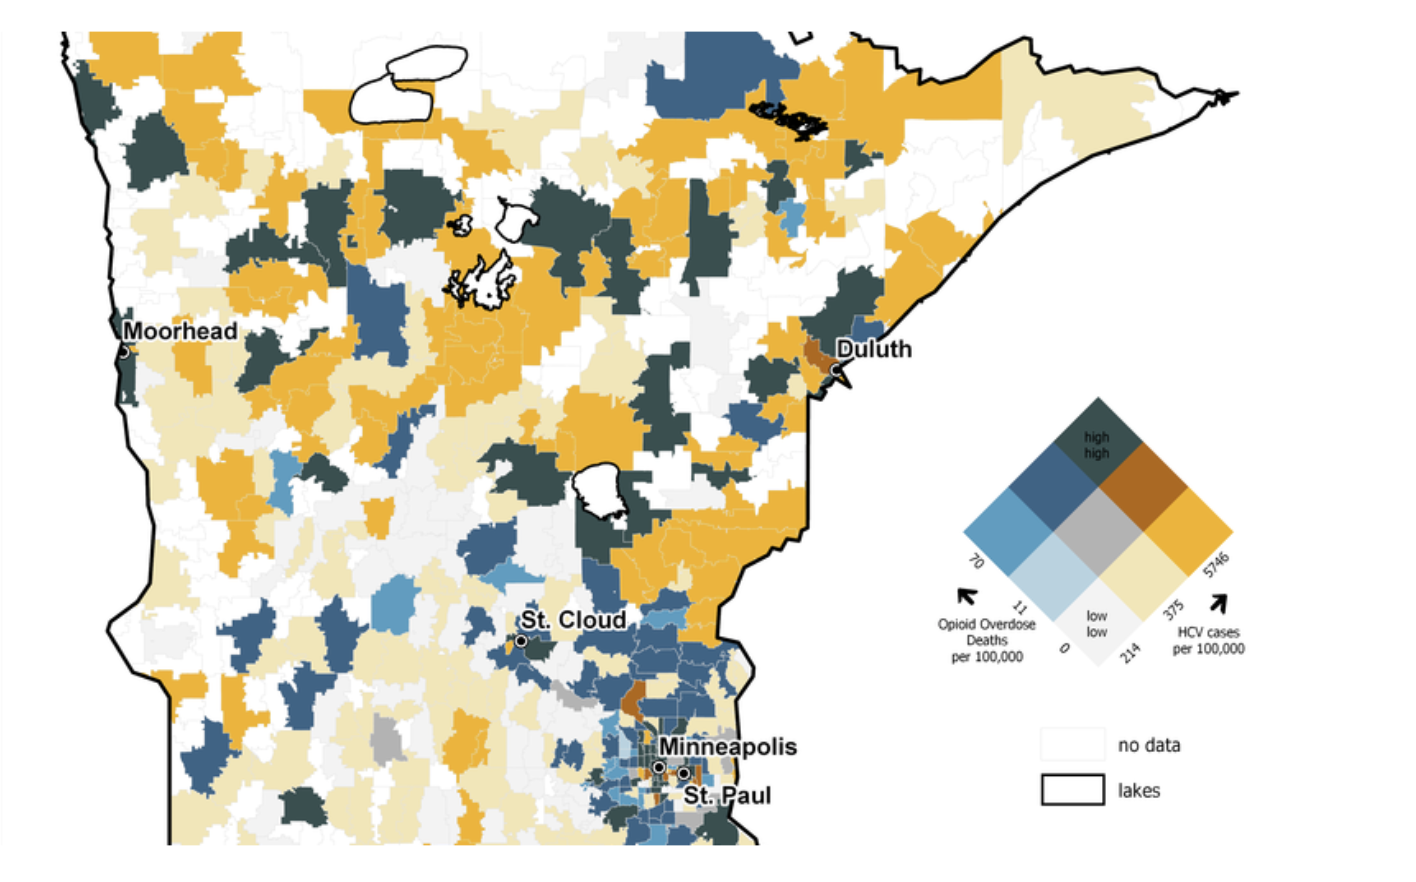 Moorhead
Duluth
St. Cloud
Minneapolis
St. Paul
high
high
low
low
70
11
0
5746
375
214
Opioid Overdose
Deaths
per 100,000
HCV cases
per 100,000
no data
lakes